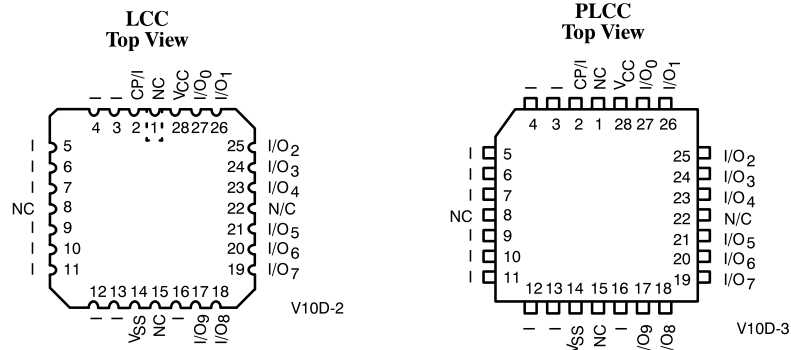 LCC
Top View
I I CP/I NC VCC I/O0 I/O1
4 3 2 1 28 27 26
I 5 25 I/O2
I 6 24 I/O3
I 7 23 I/O4
NC 8 22 N/C
I 9 21 I/O5
I 10 20 I/O6
I 11 19 I/O7
12 13 14 15 16 17 18
I I VSS NC I I/O9 I/O8
V10D-2
PLCC
Top View
I I CP/I NC VCC I/O0 I/O1
4 3 2 1 28 27 26
I 5 25 I/O2
I 6 24 I/O3
I 7 23 I/O4
NC 8 22 N/C
I 9 21 I/O5
I 10 20 I/O6
I 11 19 I/O7
12 13 14 15 16 17 18
I I VSS NC I I/O9 I/O8
V10D-3